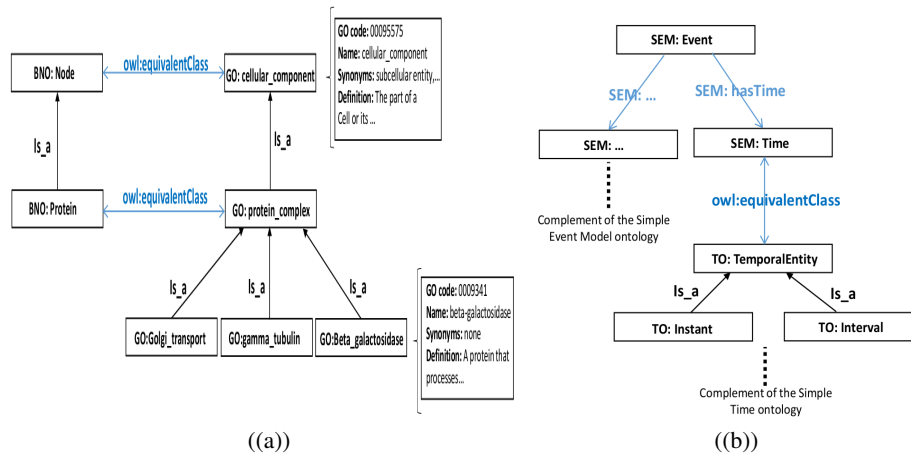 GO code: 00095575
Name: cellular_component
Synonyms: subcellular entity,...
Definition: The part of a
Cell or its ...
BNO: Node
owl:equivalentClass
GO: cellular_component
Is_a
Is_a
BNO: Protein
owl:equivalentClass
GO: protein_complex
Is_a
Is_a
Is_a
GO:Golgi_transport
GO:gamma_tubulin
GO:Beta_galactosidase
GO code: 0009341
Name: beta-galactosidase
Synonyms: none
Definition: A protein that
processes...
((a))
SEM: Event
SEM: ...
SEM: hasTime
SEM: ...
SEM: Time
Complement of the Simple
Event Model ontology
owl:equivalentClass
TO: TemporalEntity
Is_a
Is_a
TO: Instant
TO: Interval
Complement of the Simple
Time ontology
((b))